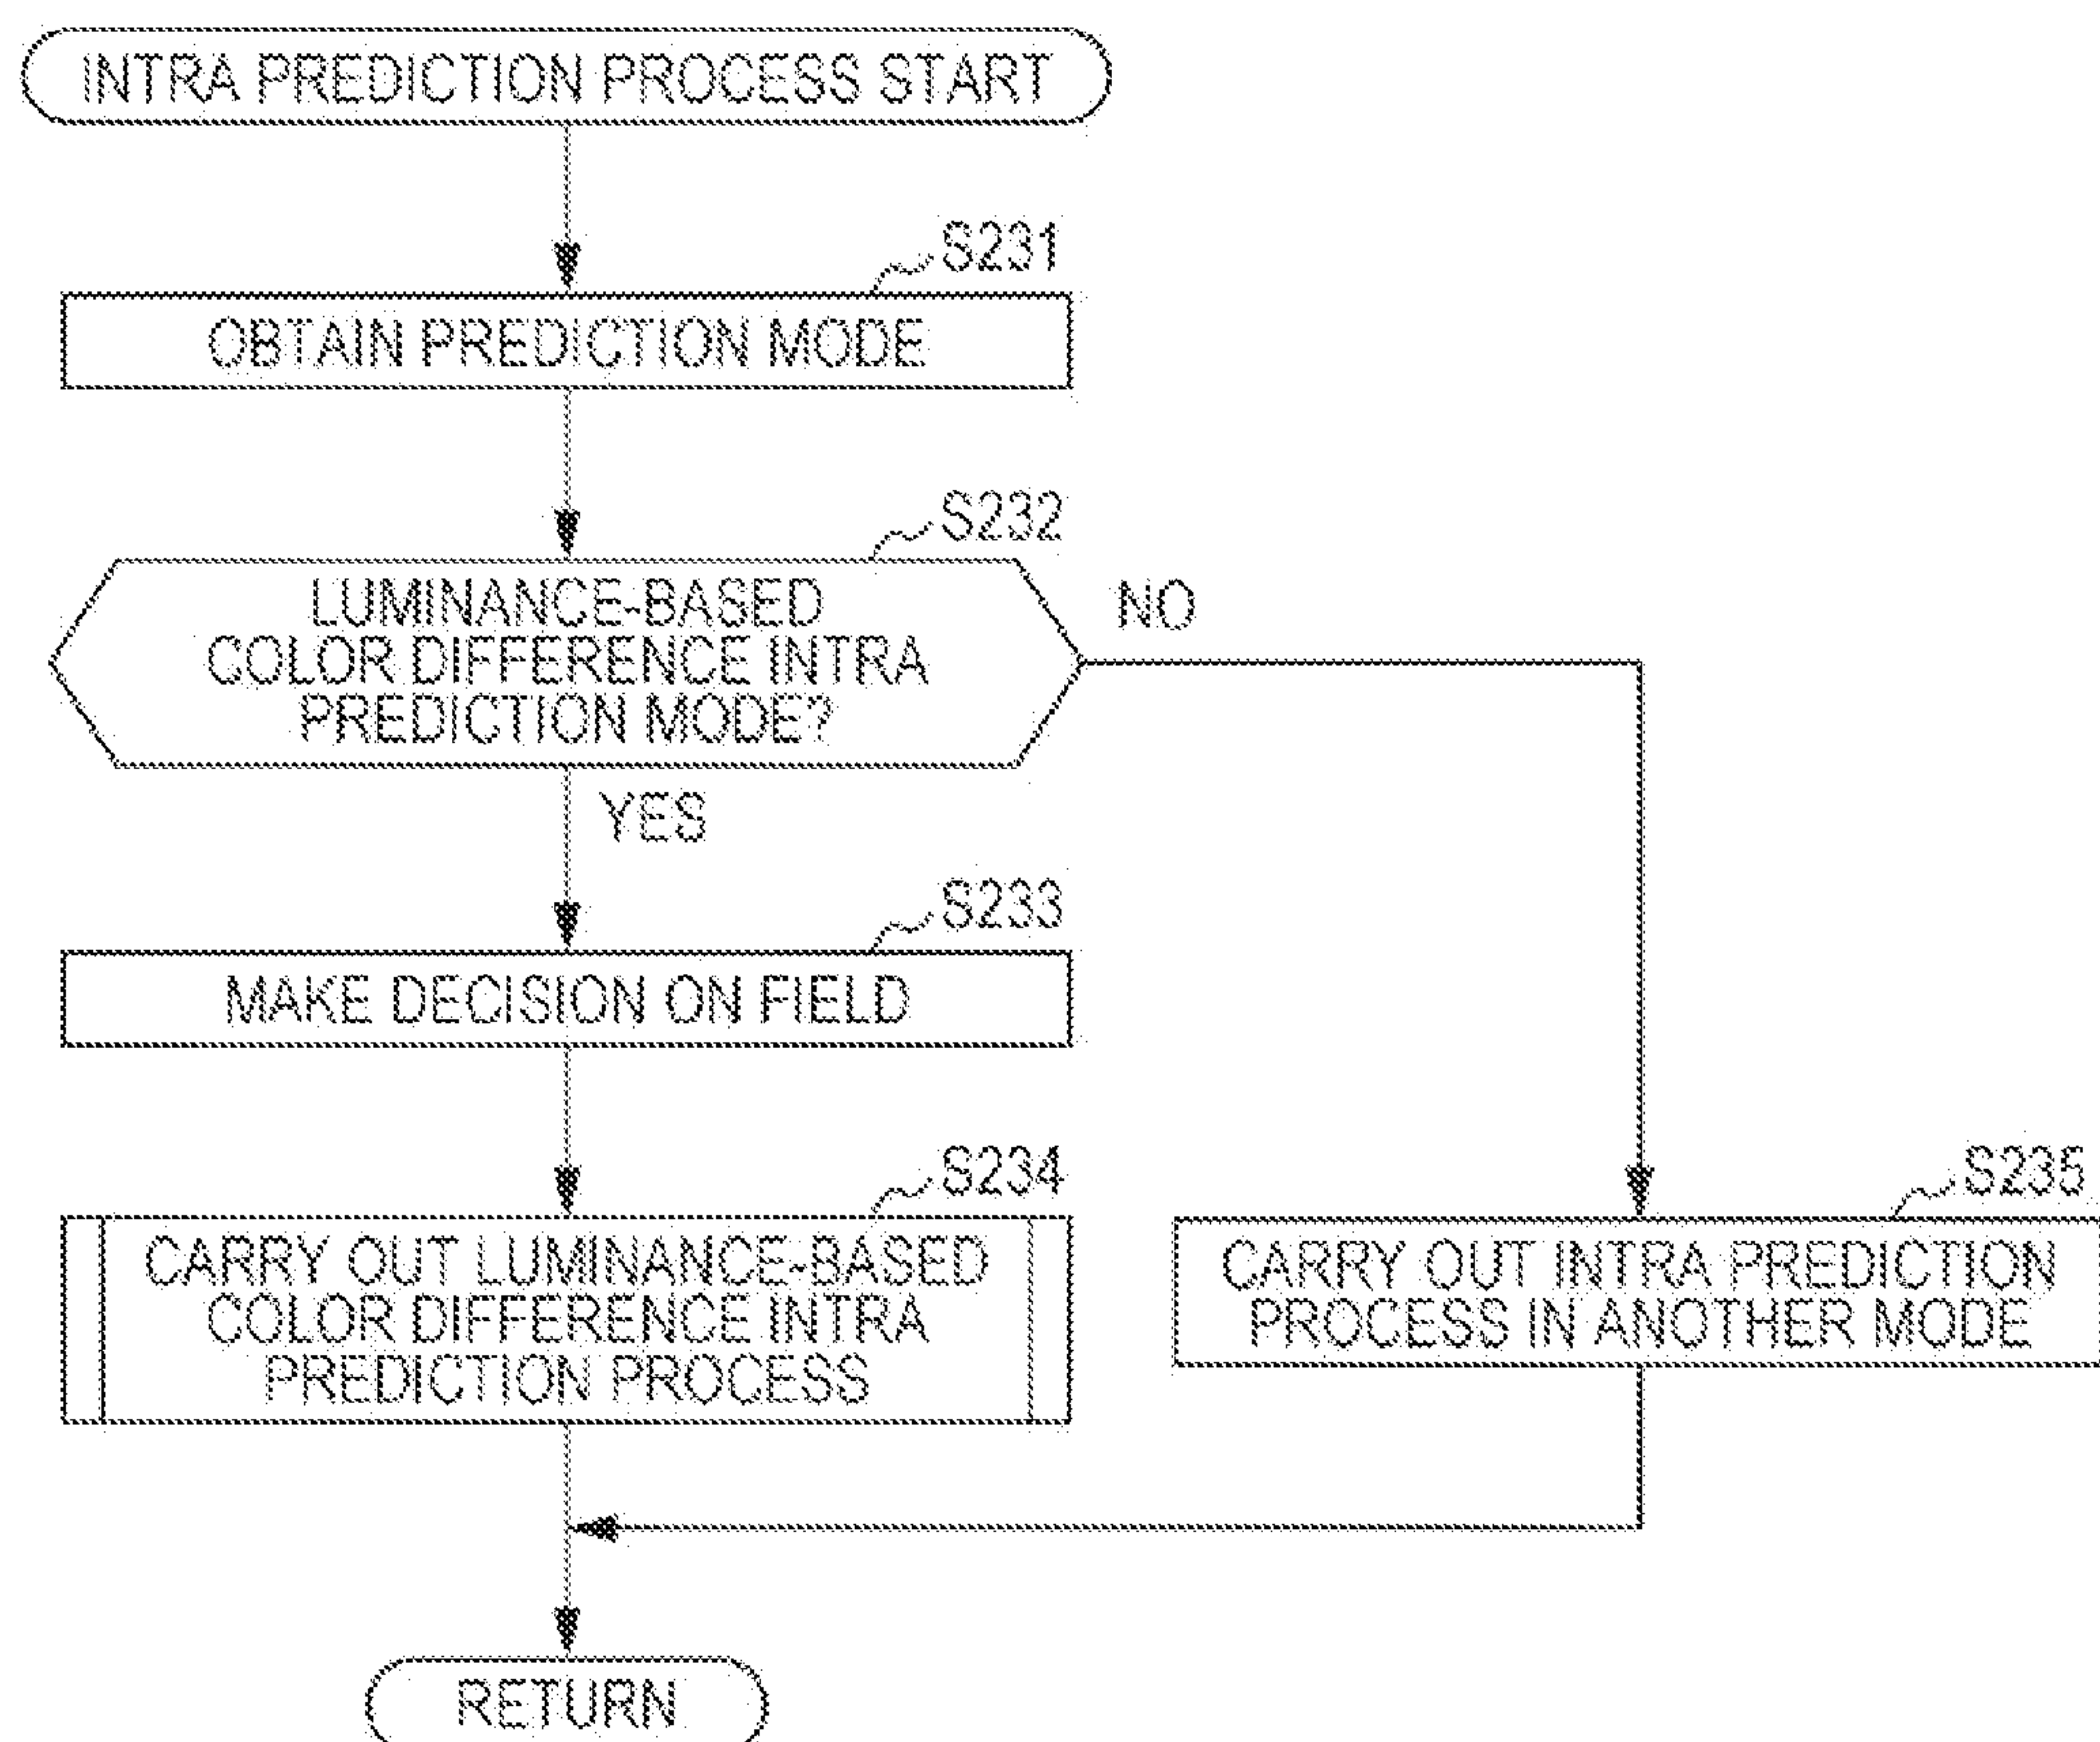 INTRA PREDICTION PROCESS START
S231
OBTAIN PREDICTION MODE
S232
LUMINANCE-BASED
COLOR DIFFERENCE INTRA
PREDICTION MODE?
NO
YES
S233
MAKE DECISION ON FIELD
S234
CARRY OUT LUMINANCE-BASED
COLOR DIFFERENCE INTRA
PREDICTION PROCESS
S235
CARRY OUT INTRA PREDICTION
PROCESS IN ANOTHER MODE
RETURN